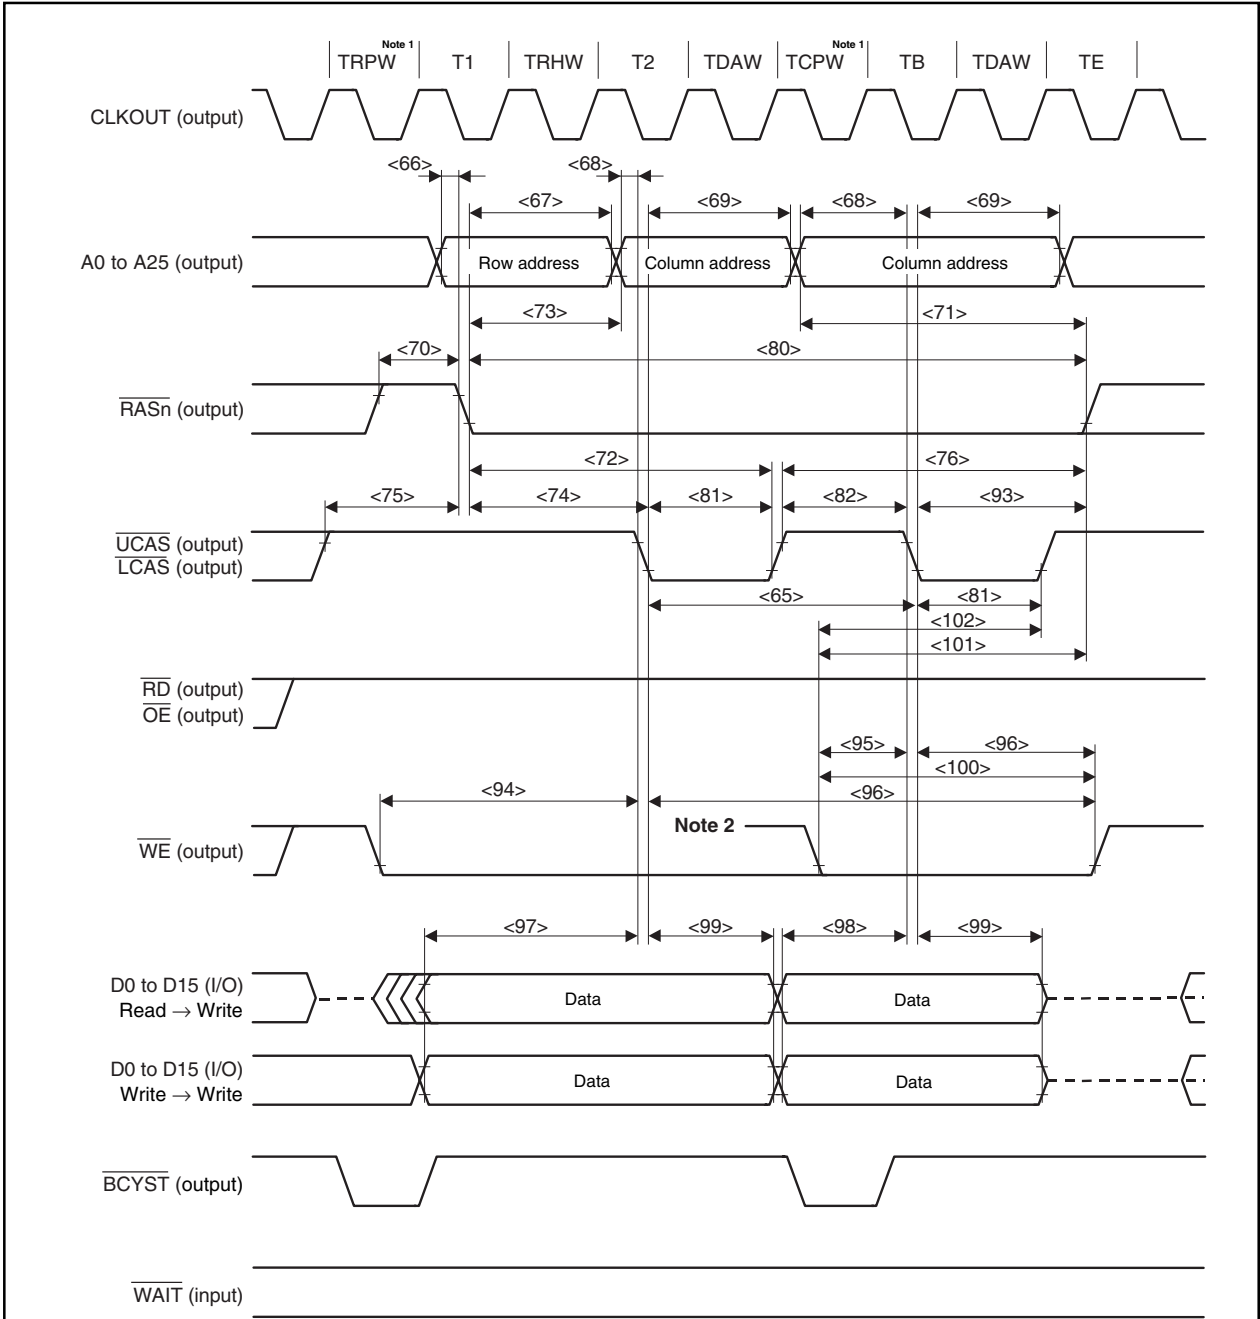 Note 1 Note 1
TRPW T1 TRHW T2 TDAW TCPW TB TDAW TE
CLKOUT (output)
<66> <68>
<67> <69> <68> <69>
A0 to A25 (output) Row address Column address Column address
<73> <71>
<70> <80>
RASn (output)
<72> <76>
<75> <74> <81> <82> <93>
UCAS (output)
LCAS (output)
<65> <81>
<102>
<101>
RD (output)
OE (output)
<95> <96>
<100>
<94> <96>
Note 2
WE (output)
<97> <99> <98> <99>
D0 to D15 (I/O)
Read → Write Data Data
D0 to D15 (I/O)
Write → Write Data Data
BCYST (output)
WAIT (input)